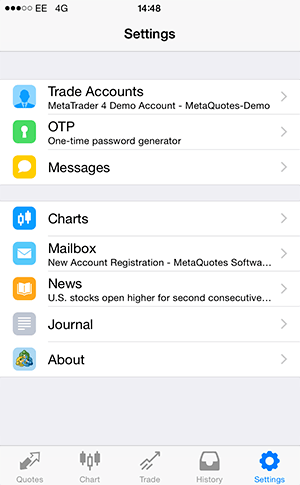 EE 4G 14:48
Settings
Trade Accounts
MetaTrader 4 Demo Account - MetaQuotes-Demo
OTP
One-time password generator
Messages
Charts
Mailbox
New Account Registration - MetaQuotes Softwa...
News
U.S. stocks open higher for second consecutive...
Journal
About
Quotes Chart Trade History Settings